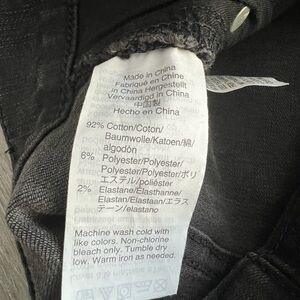 Made in China
Fabriqué en Chine
in China Hergestellt
Vervaardigd in China
中国製
Hecho en China
92% Cotton/Coton/
Baumwolle/Katoen/綿/
algodón
6% Polyester/Polyester/
Polyester/Polyester/ポリ
エステル/poliéster
2% Elastane/Élasthanne/
Elastan/Elastaan/エラス
テーン/elastano
Machine wash cold with
like colors. Non-chlorine
bleach only. Tumble dry
low. Warm iron as needed.